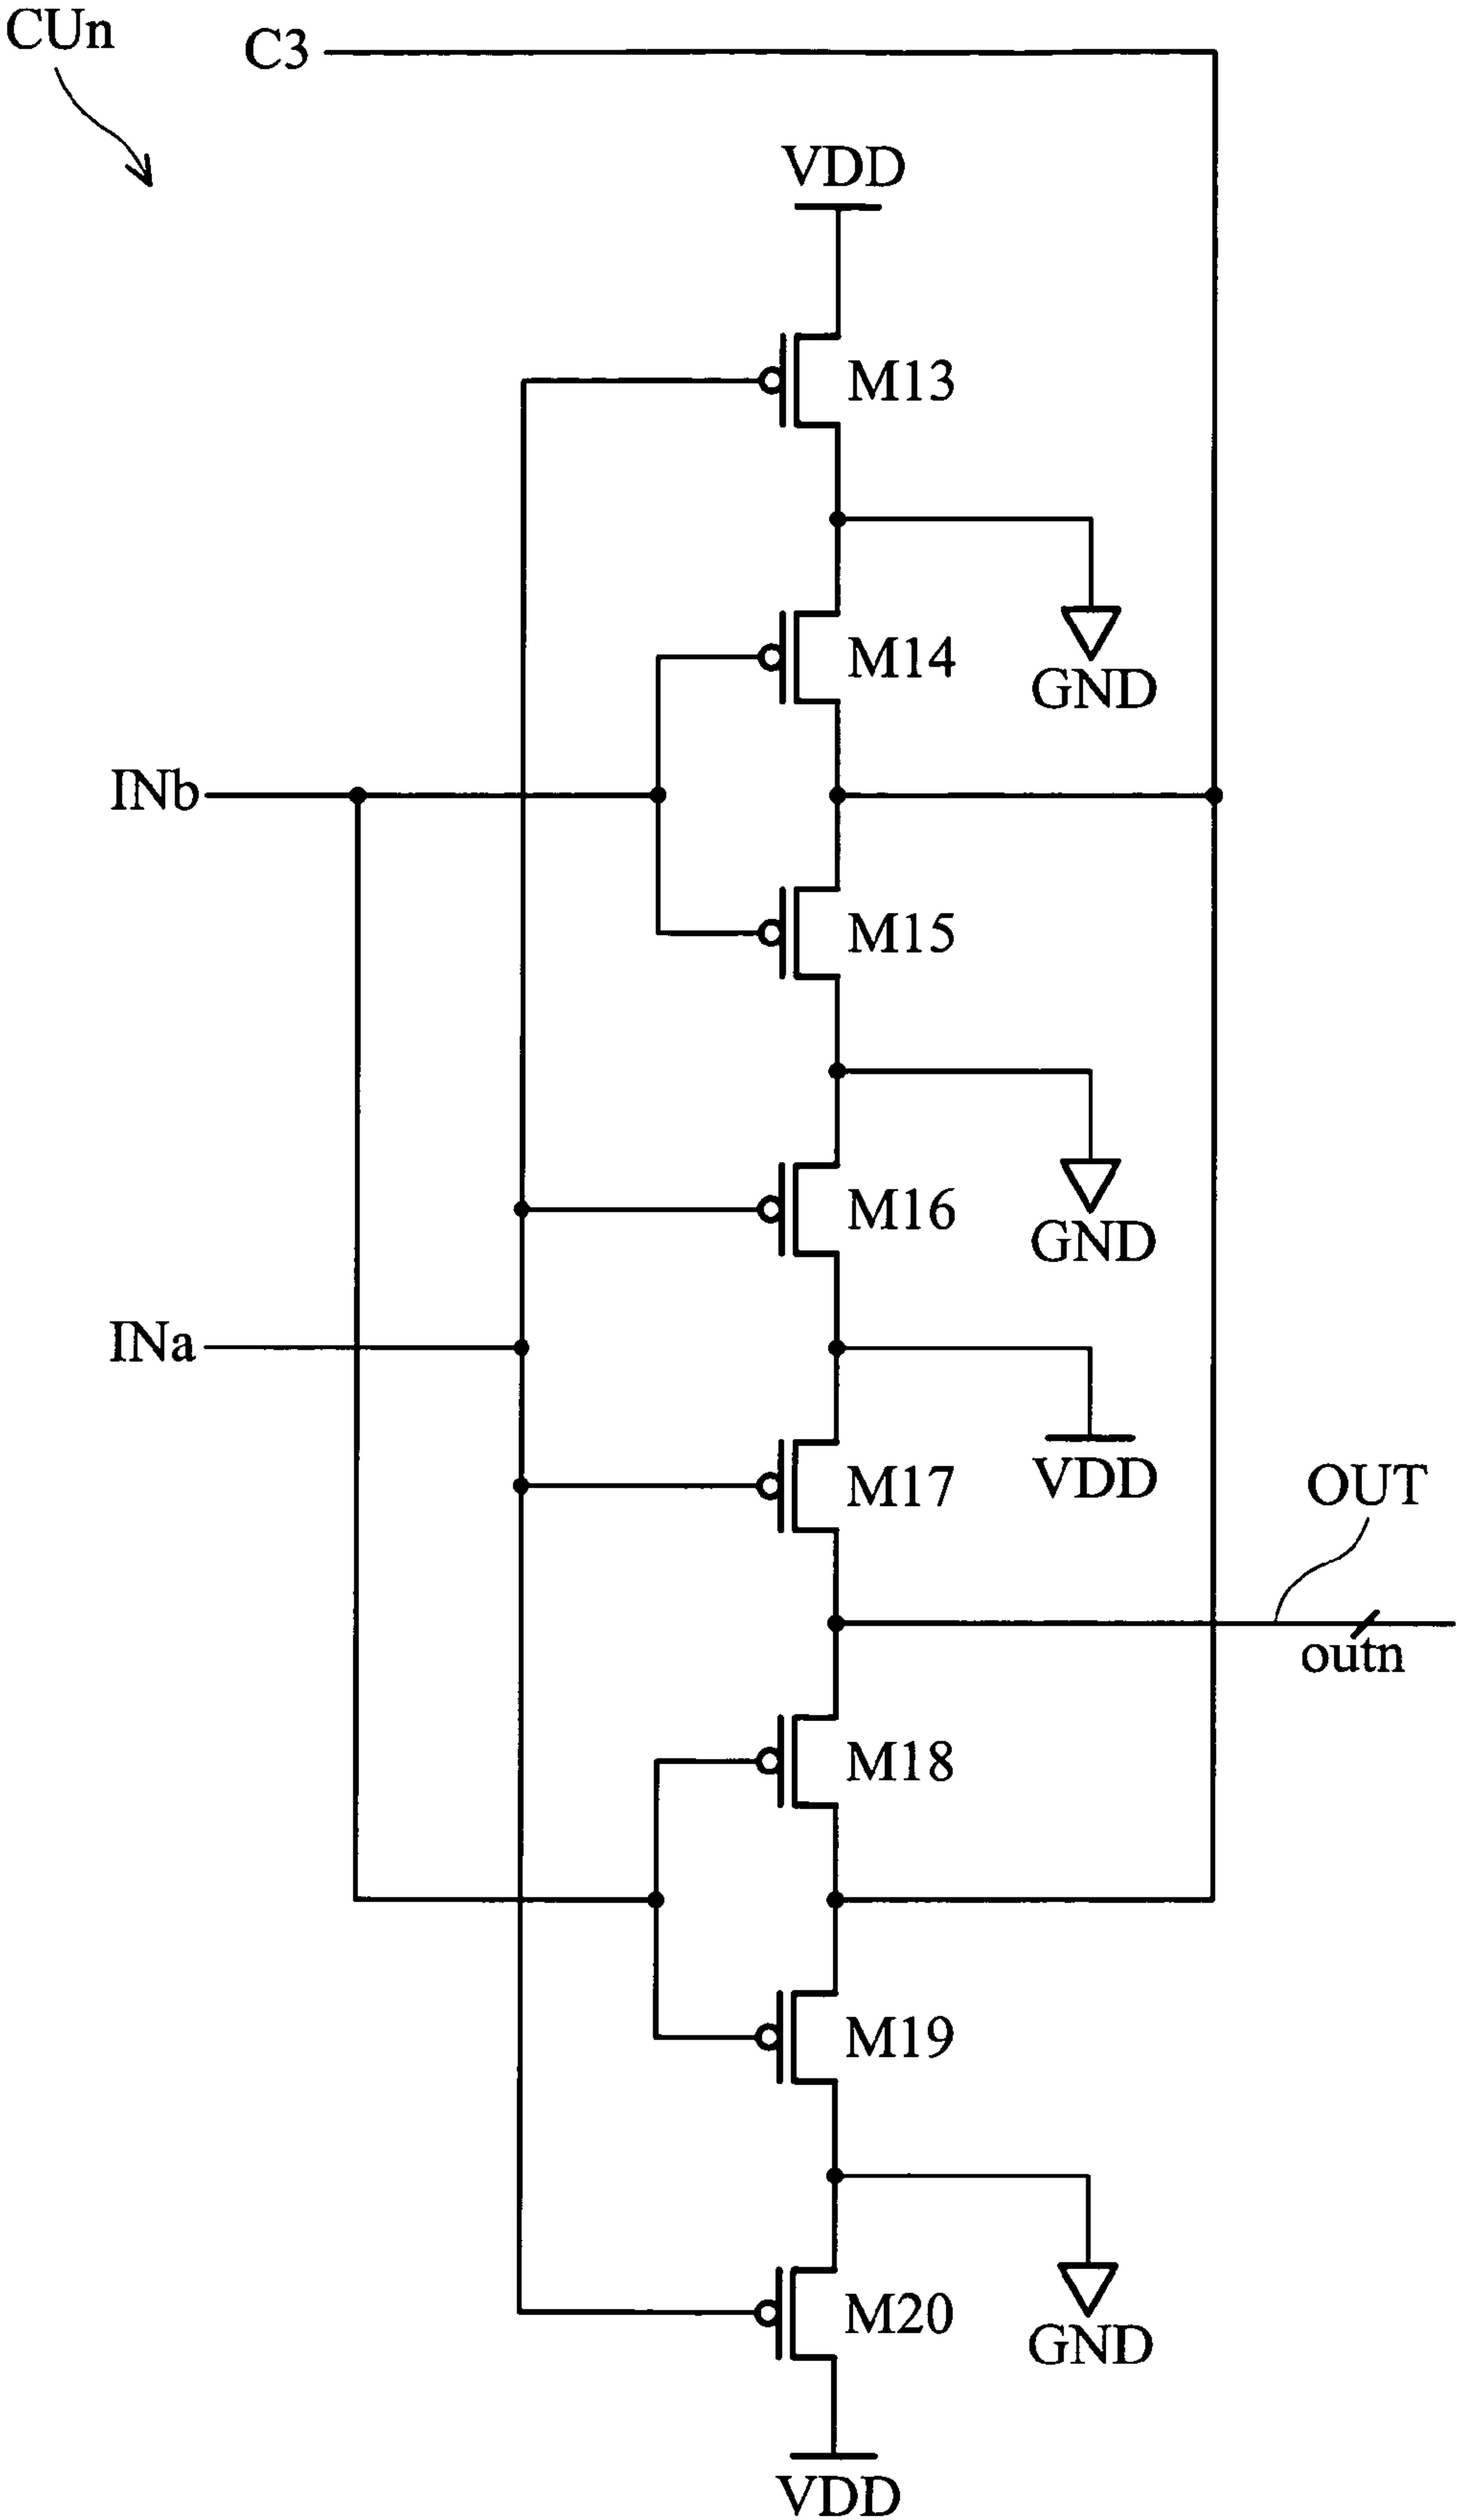 CUn
C3
VDD
M13
M14
GND
INb
M15
M16
GND
INa
M17
VDD
OUT
outn
M18
M19
M20
GND
VDD